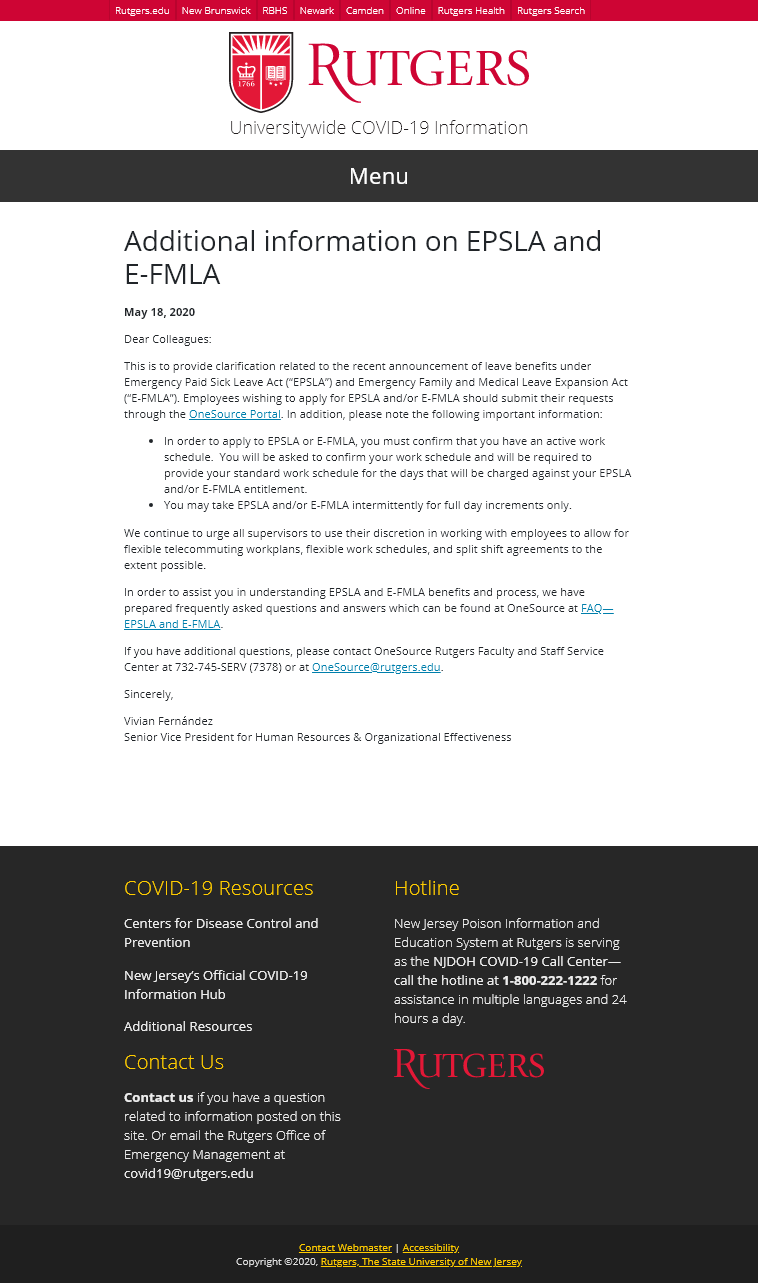 Rutgers.edu New Brunswick RBHS Newark Camden Online Rutgers Health Rutgers Search
1766
RUTGERS
Universitywide COVID-19 Information
Menu
Additional information on EPSLA and
E-FMLA
May 18, 2020
Dear Colleagues:
This is to provide clarification related to the recent announcement of leave benefits under
Emergency Paid Sick Leave Act (“EPSLA”) and Emergency Family and Medical Leave Expansion Act
(“E-FMLA”). Employees wishing to apply for EPSLA and/or E-FMLA should submit their requests
through the OneSource Portal. In addition, please note the following important information:
• In order to apply to EPSLA or E-FMLA, you must confirm that you have an active work
schedule.  You will be asked to confirm your work schedule and will be required to
provide your standard work schedule for the days that will be charged against your EPSLA
and/or E-FMLA entitlement.
• You may take EPSLA and/or E-FMLA intermittently for full day increments only.
We continue to urge all supervisors to use their discretion in working with employees to allow for
flexible telecommuting workplans, flexible work schedules, and split shift agreements to the
extent possible.
In order to assist you in understanding EPSLA and E-FMLA benefits and process, we have
prepared frequently asked questions and answers which can be found at OneSource at FAQ—
EPSLA and E-FMLA.
If you have additional questions, please contact OneSource Rutgers Faculty and Staff Service
Center at 732-745-SERV (7378) or at OneSource@rutgers.edu.
Sincerely,
Vivian Fernández
Senior Vice President for Human Resources & Organizational Effectiveness
COVID-19 Resources
Centers for Disease Control and
Prevention
New Jersey’s Official COVID-19
Information Hub
Additional Resources
Contact Us
Contact us if you have a question
related to information posted on this
site. Or email the Rutgers Office of
Emergency Management at
covid19@rutgers.edu
Hotline
New Jersey Poison Information and
Education System at Rutgers is serving
as the NJDOH COVID-19 Call Center—
call the hotline at 1-800-222-1222 for
assistance in multiple languages and 24
hours a day.
RUTGERS
Contact Webmaster | Accessibility
Copyright ©2020, Rutgers, The State University of New Jersey